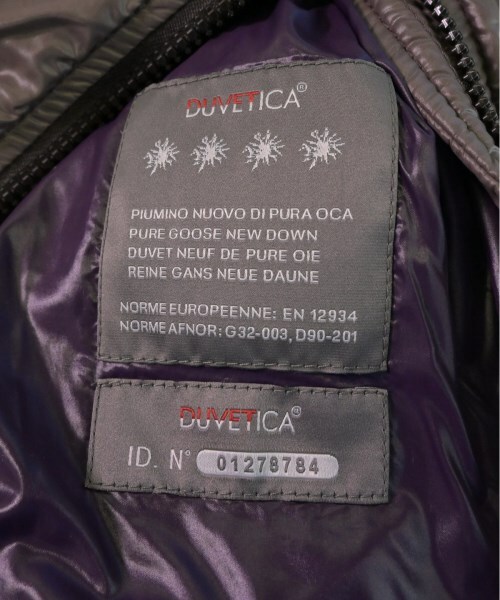 DUVETICA®
PIUMINO NUOVO DI PURA OCA
PURE GOOSE NEW DOWN
DUVET NEUF DE PURE OIE
REINE GANS NEUE DAUNE
NORME EUROPEENNE: EN 12934
NORME AFNOR: G32-003, D90-201
DUVETICA®
ID. N° 01278784